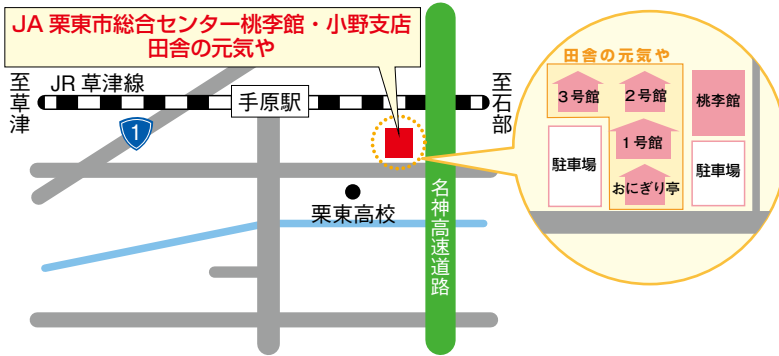 JA 栗東市総合センター桃李館・小野支店
田舎の元気や
至草津
JR 草津線
手原駅
至石部
1
栗東高校
名神高速道路
田舎の元気や
3号館
2号館
桃李館
1号館
駐車場
駐車場
おにぎり亭